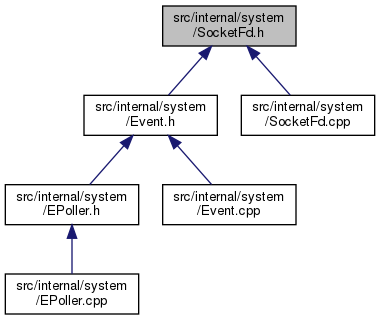 src/internal/system
/SocketFd.h
src/internal/system
/Event.h
src/internal/system
/SocketFd.cpp
src/internal/system
/EPoller.h
src/internal/system
/Event.cpp
src/internal/system
/EPoller.cpp